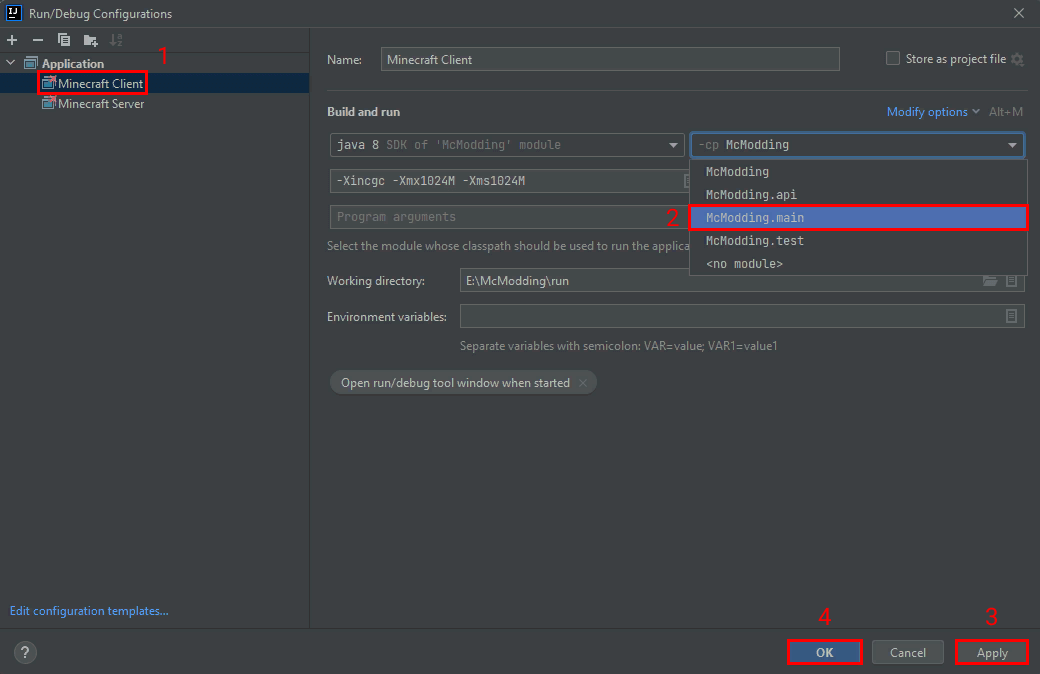 IJ
Run/Debug Configurations
1
Application
Minecraft Client
Minecraft Server
Name: Minecraft Client Store as project file
Build and run Modify options Alt+M
java 8 SDK of 'McModding' module -cp McModding
McModding
-Xincgc -Xmx1024M -Xms1024M
McModding.api
2 McModding.main
Program arguments
McModding.test
Select the module whose classpath should be used to run the applica
<no module>
Working directory: E:\McModding\run
Environment variables:
Separate variables with semicolon: VAR=value; VAR1=value1
Open run/debug tool window when started
Edit configuration templates...
4 3
? OK Cancel Apply